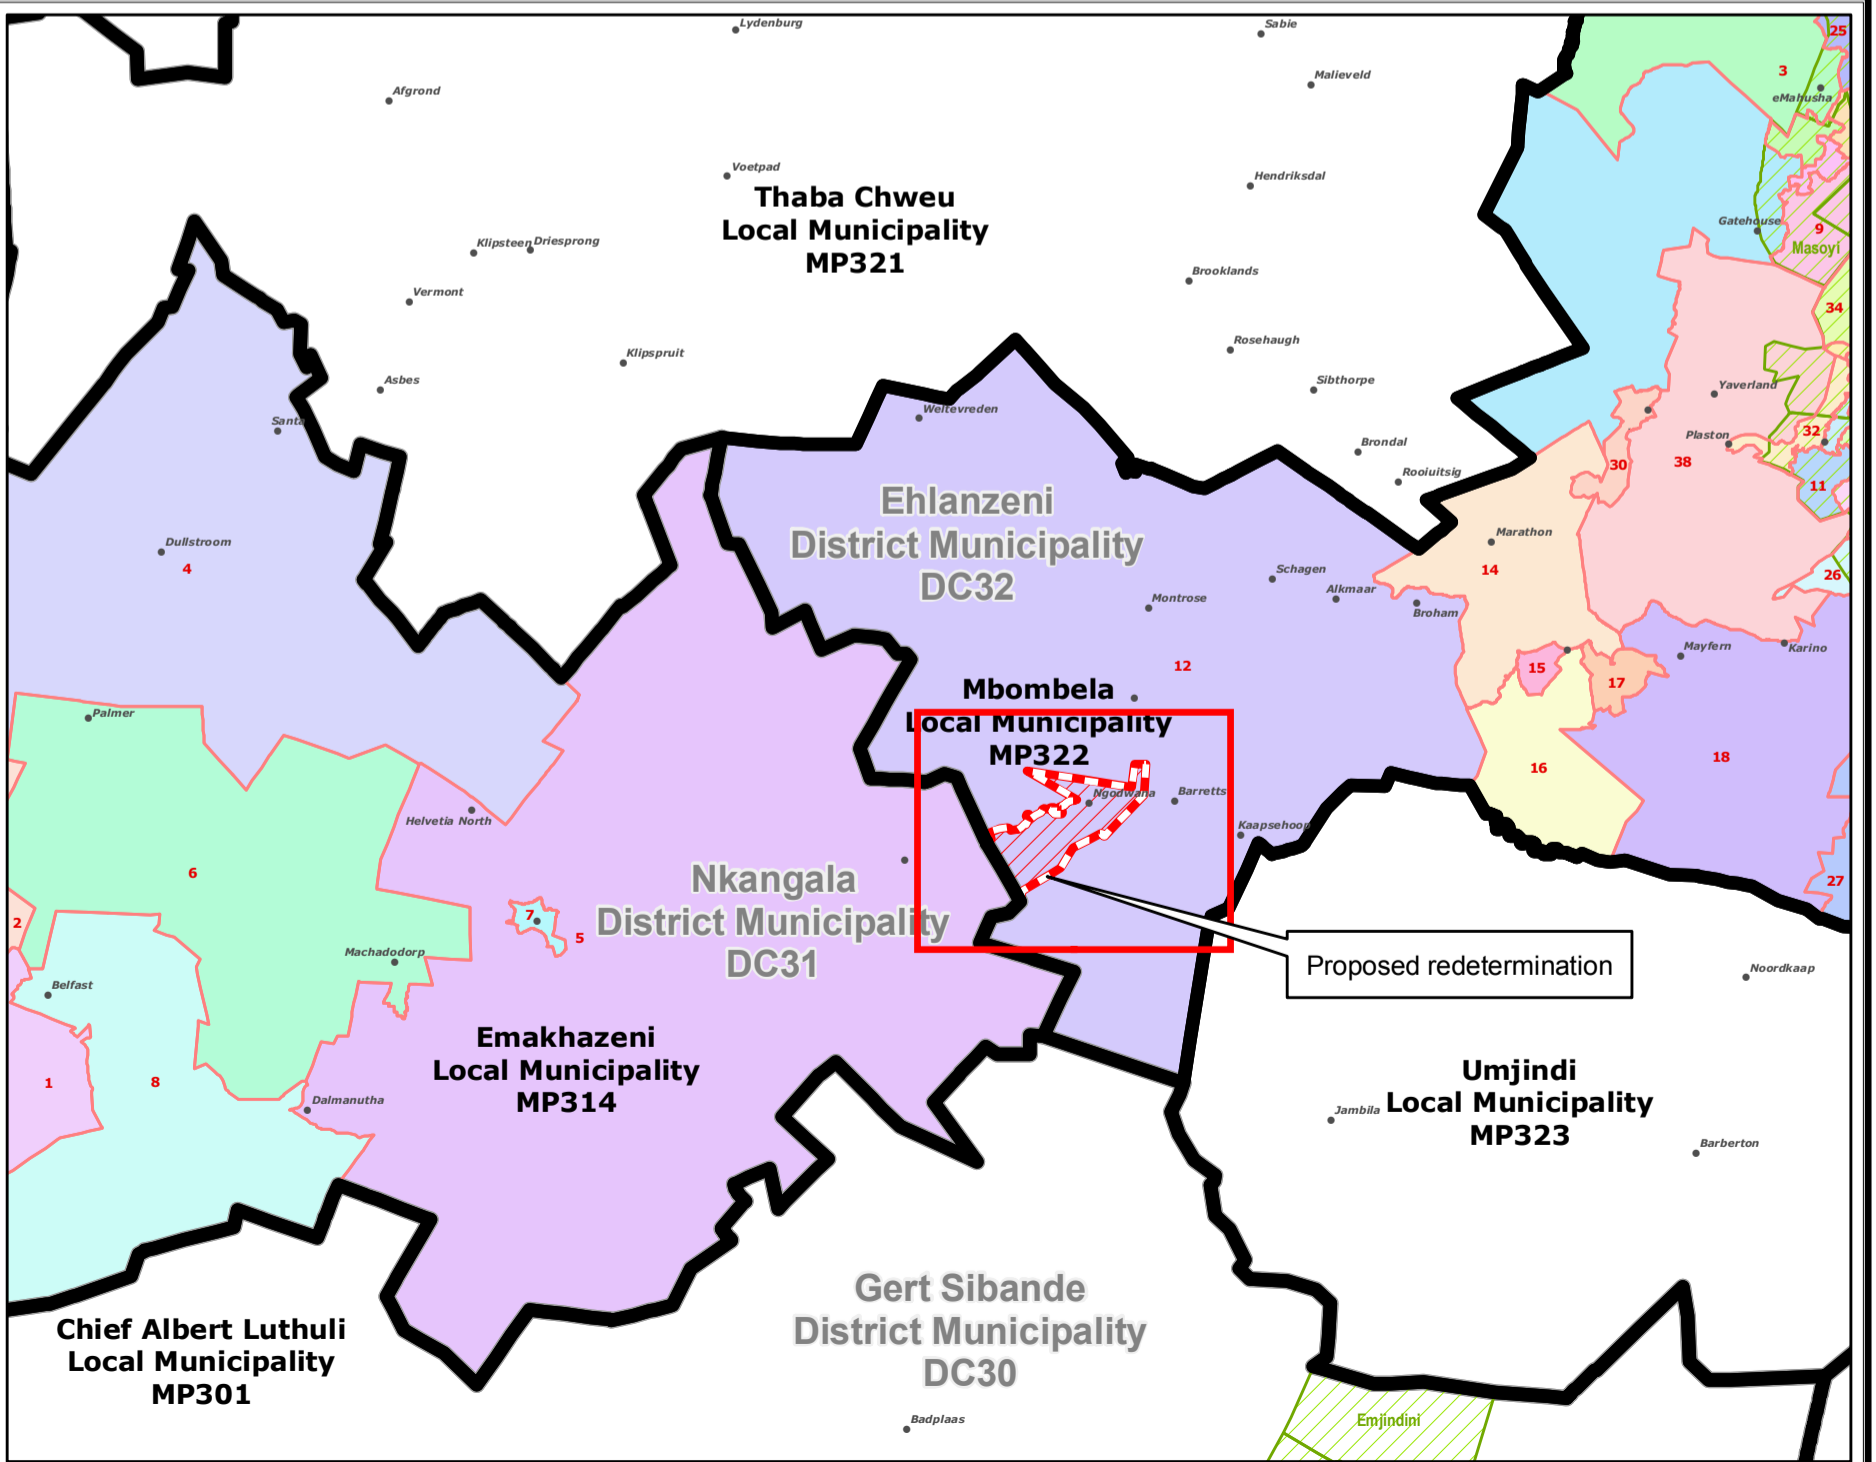 Lydenburg
Sabie
25
Malieveld
3
Afgrond
eMahusha
Voetpad
Hendriksdal
Thaba Chweu
Local Municipality
MP321
Gatehouse
9
Masoyi
Klipsteen
Driesprong
Brooklands
Vermont
34
Rosehaugh
Klipspruit
Asbes
Sibthorpe
Yaverland
Weltevreden
Santa
Brondal
Plaston
32
30
38
Rooiuitsig
11
Ehlanzeni
District Municipality
DC32
Marathon
Dullstroom
4
14
Schagen
26
Alkmaar
Montrose
Broham
12
Mayfern
Karino
15
17
Mbombela
Local Municipality
MP322
Palmer
18
16
Ngodwana
Barretts
Helvetia North
Kaapsehoop
6
27
Nkangala
District Municipality
DC31
2
7
5
Machadodorp
Belfast
Proposed redetermination
Noordkaap
Emakhazeni
Local Municipality
MP314
Umjindi
Local Municipality
MP323
1
8
Dalmanutha
Jambila
Barberton
Gert Sibande
District Municipality
DC30
Chief Albert Luthuli
Local Municipality
MP301
Badplaas
Emjindini